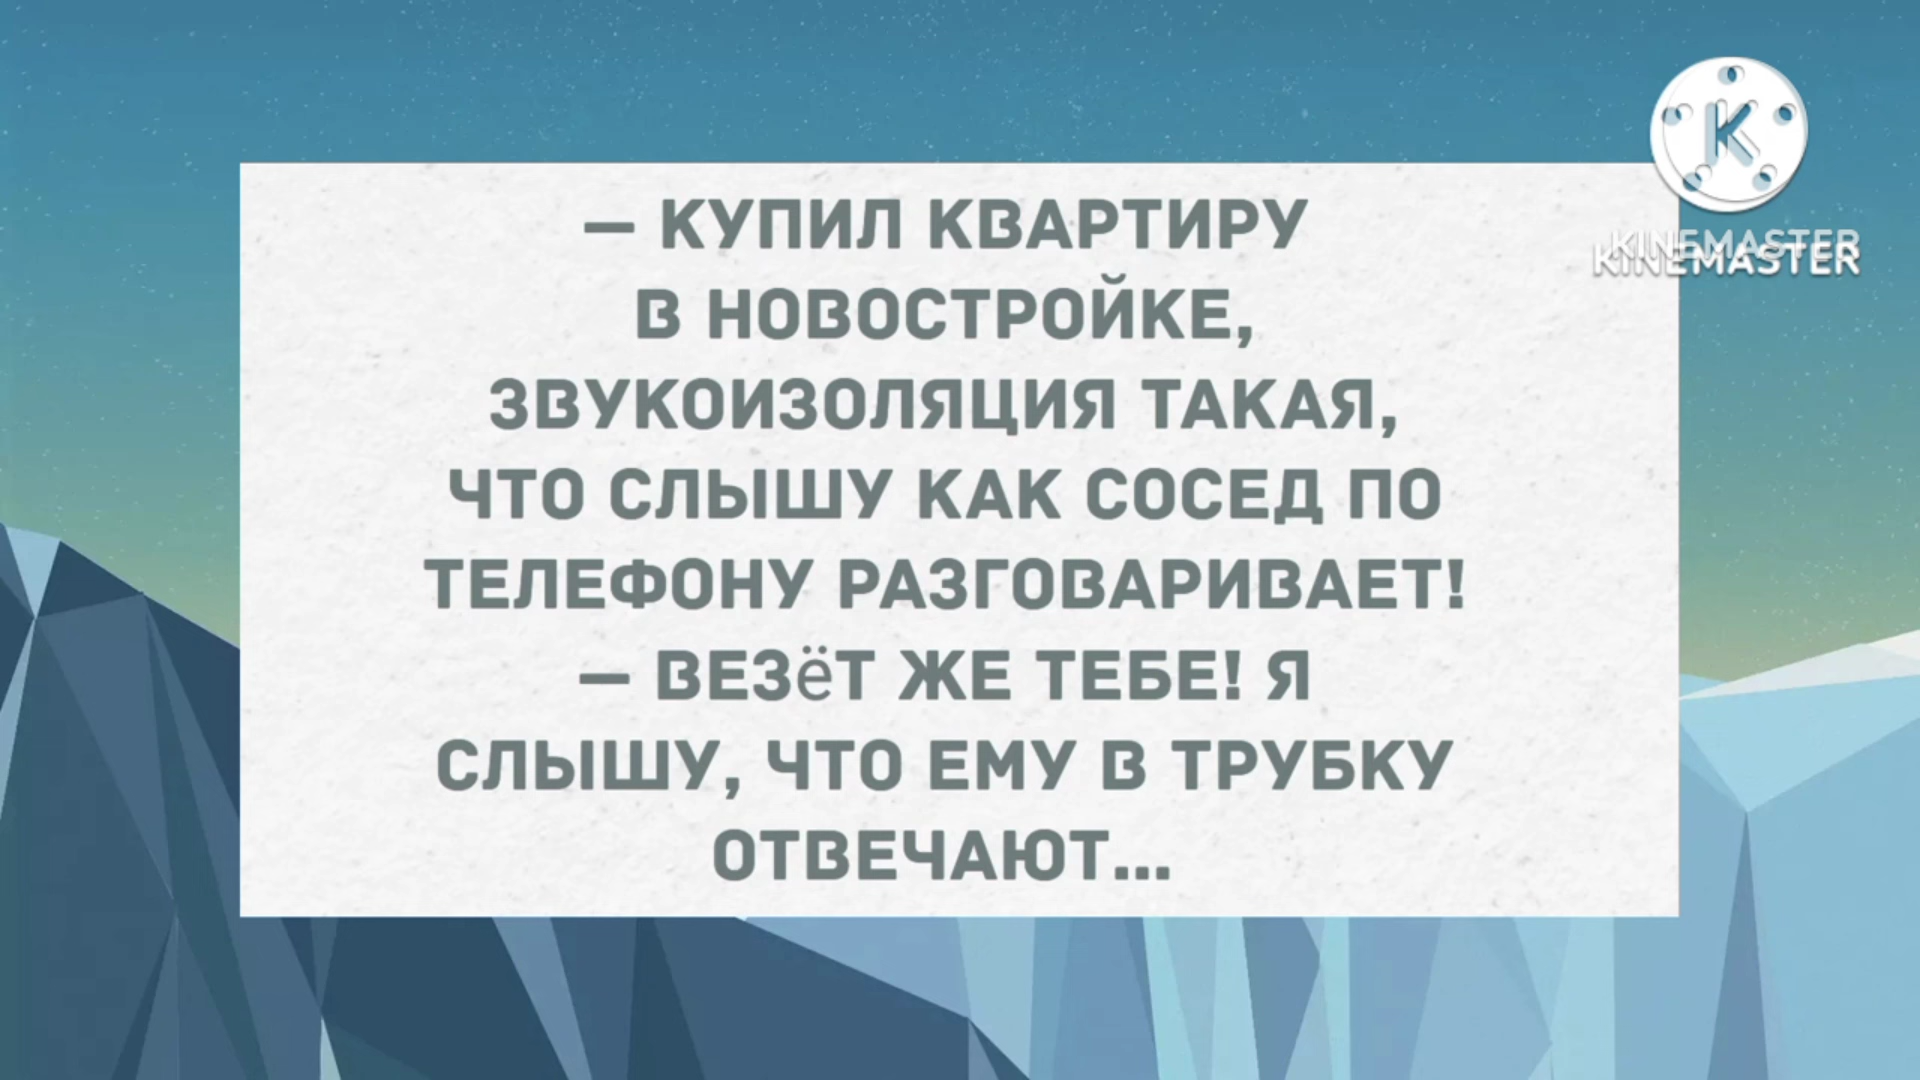 — КУПИЛ КВАРТИРУ
В НОВОСТРОЙКЕ,
ЗВУКОИЗОЛЯЦИЯ ТАКАЯ,
ЧТО СЛЫШУ КАК СОСЕД ПО
ТЕЛЕФОНУ РАЗГОВАРИВАЕТ!
— ВЕЗёТ ЖЕ ТЕБЕ! Я
СЛЫШУ, ЧТО ЕМУ В ТРУБКУ
ОТВЕЧАЮТ...
K
KINEMASTER
KINEMASTER